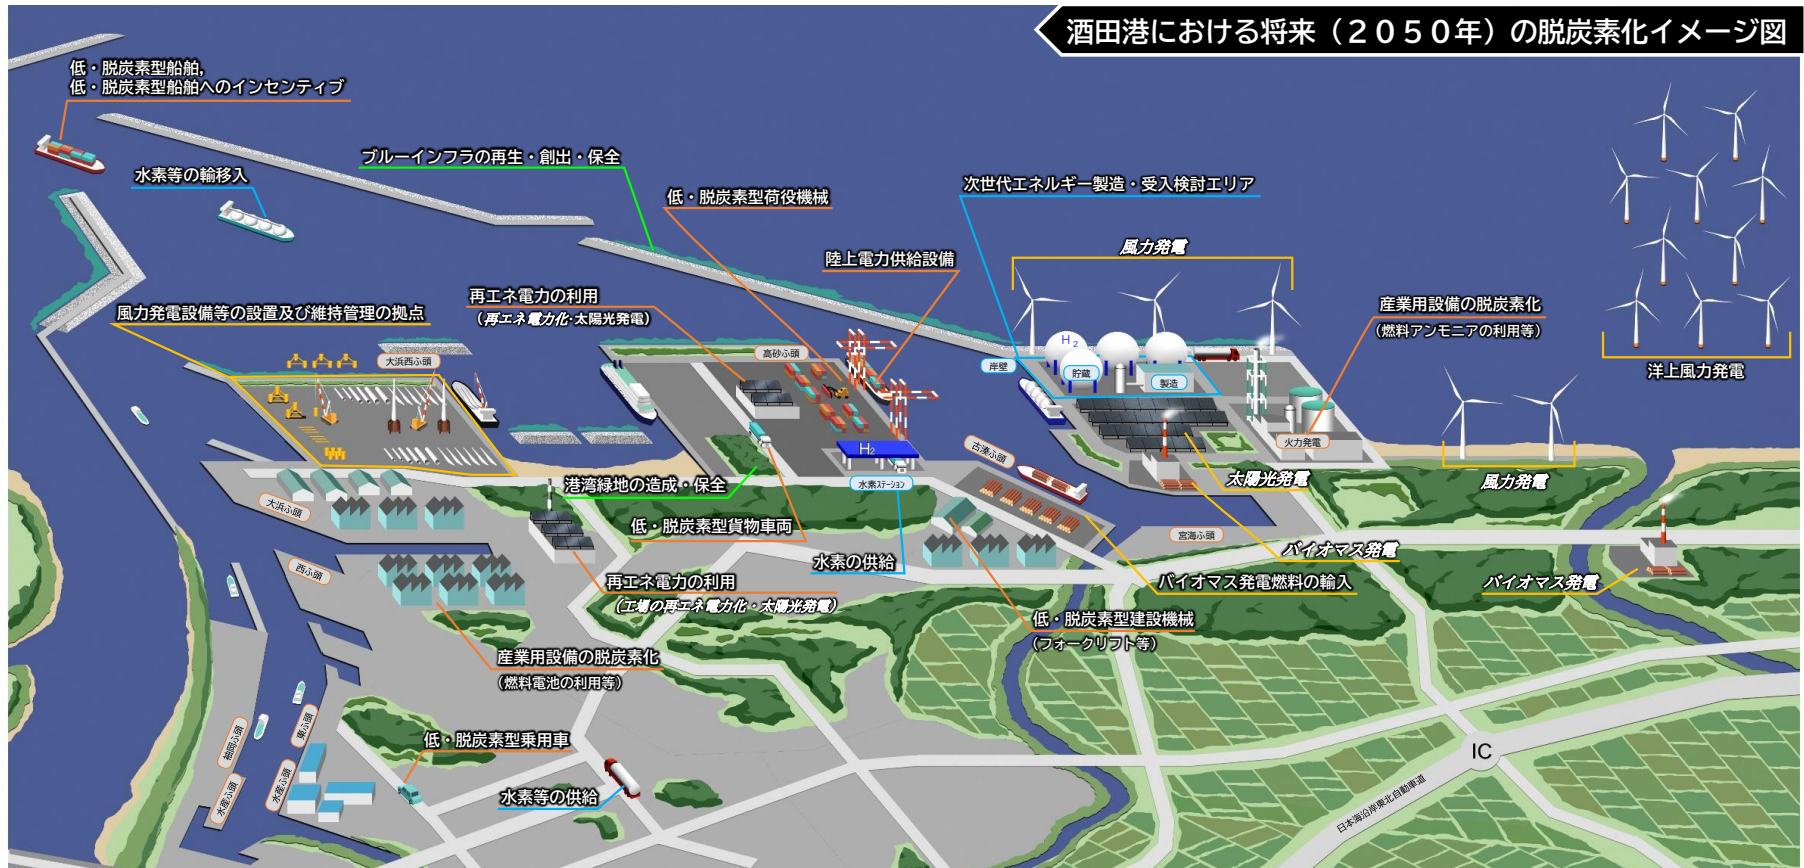 酒田港における将来（２０５０年）の脱炭素化イメージ図
低・脱炭素型船舶,
低・脱炭素型船舶へのインセンティブ
水素等の輸移入
ブルーインフラの再生・創出・保全
低・脱炭素型荷役機械
次世代エネルギー製造・受入検討エリア
風力発電
陸上電力供給設備
再エネ電力の利用
（再エネ電力化・太陽光発電）
風力発電設備等の設置及び維持管理の拠点
産業用設備の脱炭素化
（燃料アンモニアの利用等）
洋上風力発電
大浜西ふ頭
高砂ふ頭
岸壁
H2
貯蔵
製造
火力発電
H2
水素ステーション
古湊ふ頭
太陽光発電
風力発電
港湾緑地の造成・保全
大浜ふ頭
低・脱炭素型貨物車両
宮海ふ頭
水素の供給
バイオマス発電
西ふ頭
再エネ電力の利用
（工場の再エネ電力化・太陽光発電）
バイオマス発電燃料の輸入
バイオマス発電
低・脱炭素型建設機械
（フォークリフト等）
産業用設備の脱炭素化
（燃料電池の利用等）
袖岡ふ頭
東ふ頭
低・脱炭素型乗用車
水産ふ頭
水産ふ頭
水素等の供給
IC
日本海沿岸東北自動車道